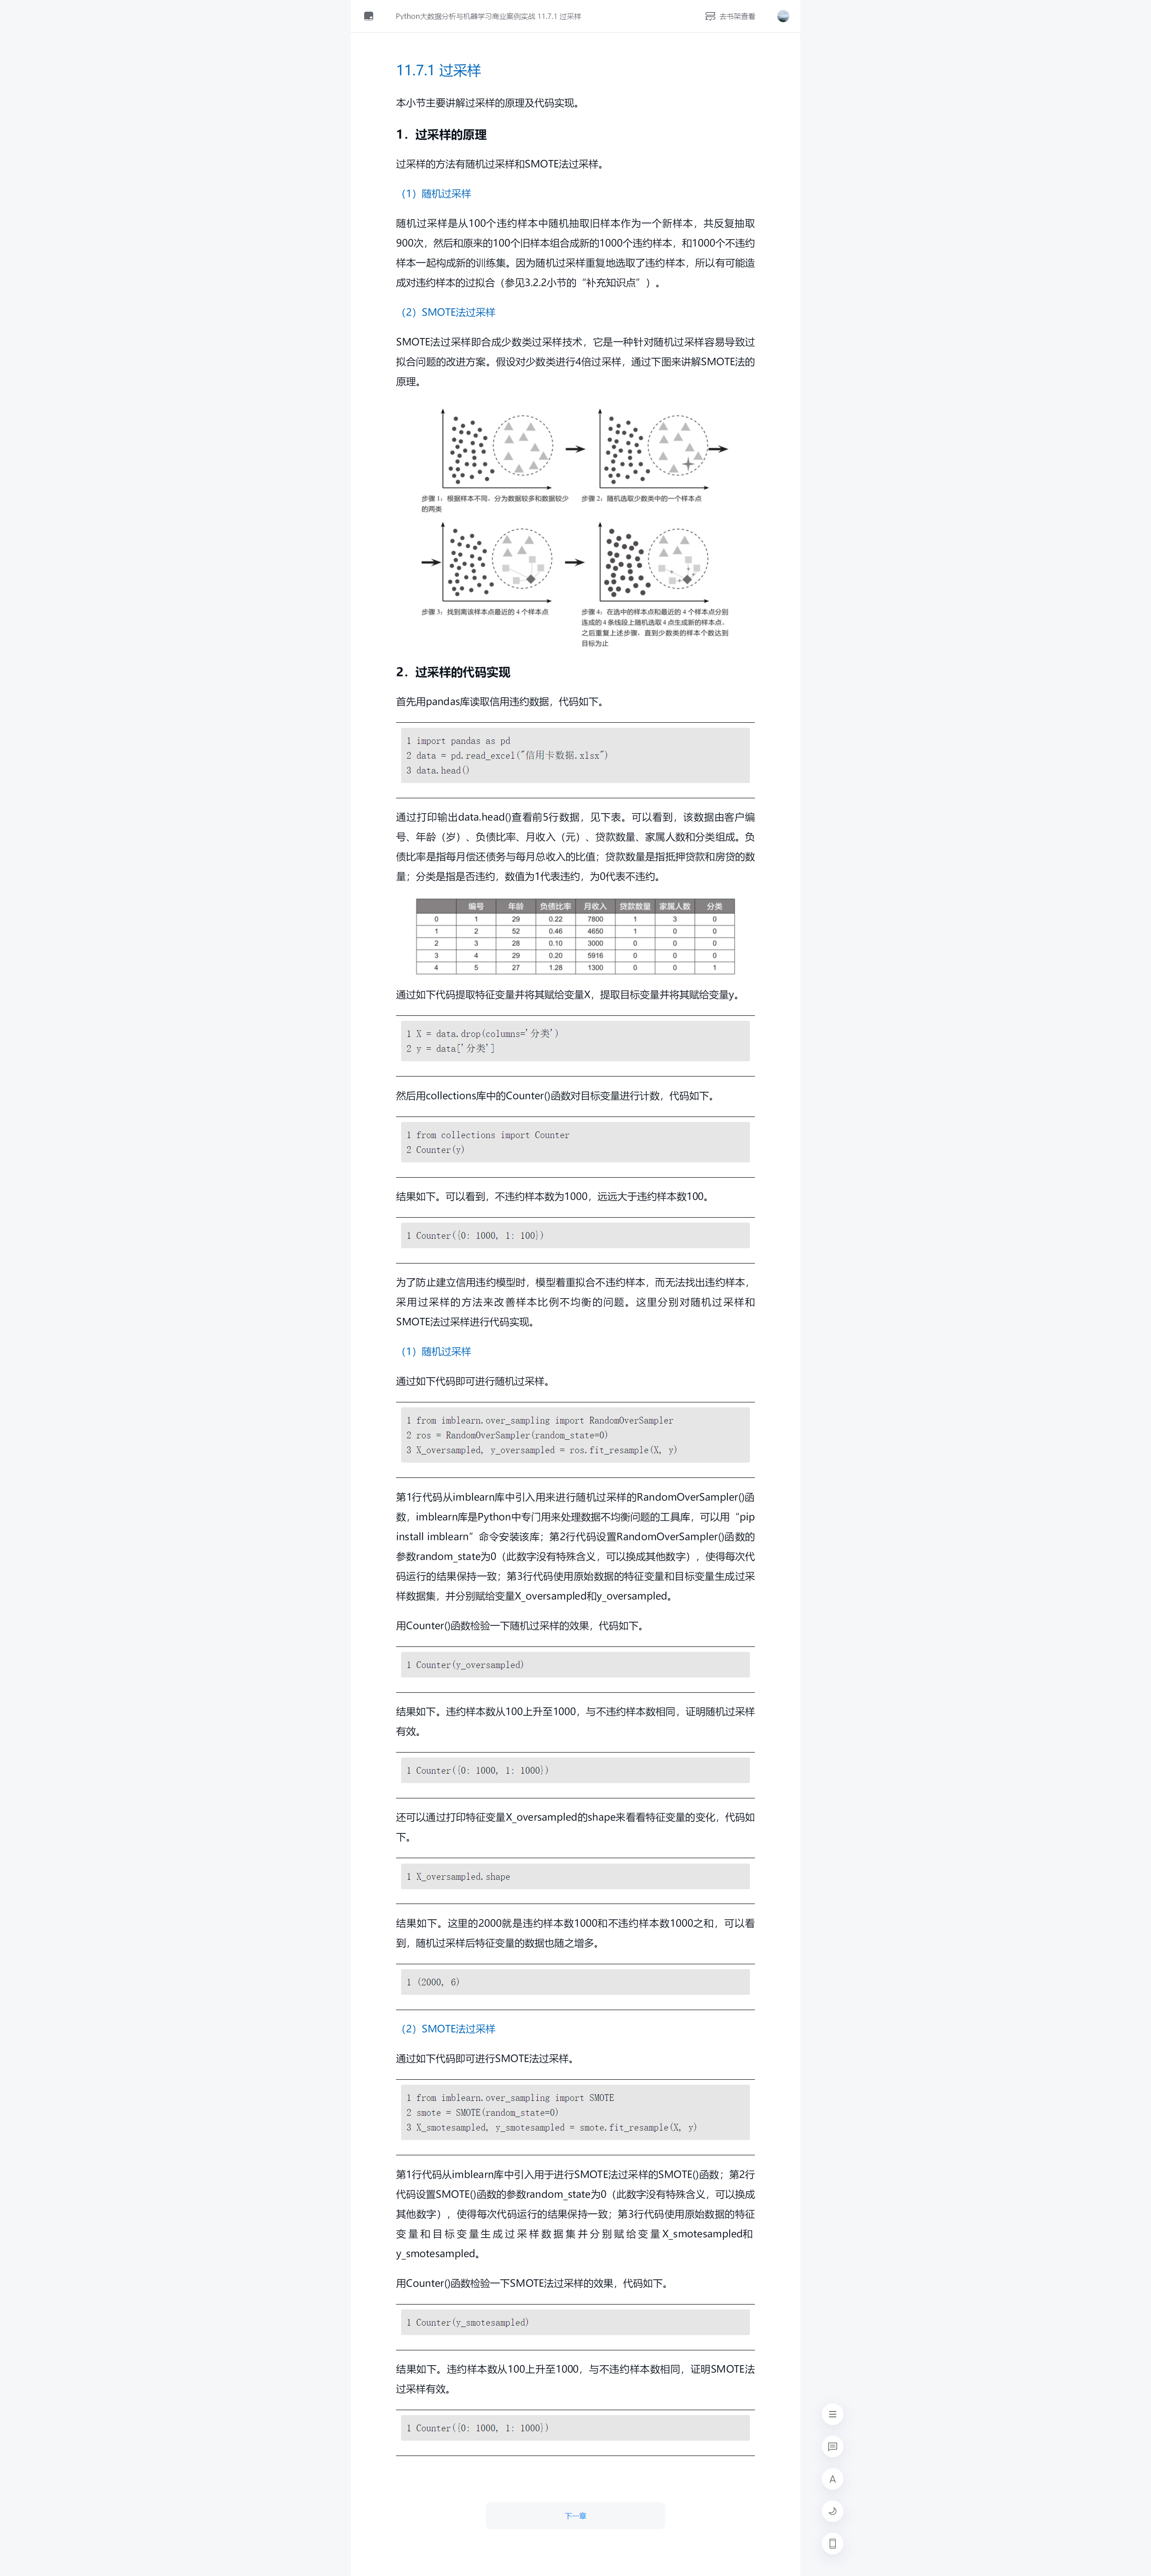 Python大数据分析与机器学习商业案例实战 11.7.1 过采样
去书架查看
11.7.1 过采样
本小节主要讲解过采样的原理及代码实现。
1．过采样的原理
过采样的方法有随机过采样和SMOTE法过采样。
（1）随机过采样
随机过采样是从100个违约样本中随机抽取旧样本作为一个新样本，共反复抽取
900次，然后和原来的100个旧样本组合成新的1000个违约样本，和1000个不违约
样本一起构成新的训练集。因为随机过采样重复地选取了违约样本，所以有可能造
成对违约样本的过拟合（参见3.2.2小节的“补充知识点”）。
（2）SMOTE法过采样
SMOTE法过采样即合成少数类过采样技术，它是一种针对随机过采样容易导致过
拟合问题的改进方案。假设对少数类进行4倍过采样，通过下图来讲解SMOTE法的
原理。
步骤 1：根据样本不同，分为数据较多和数据较少
的两类
步骤 2：随机选取少数类中的一个样本点
步骤 3：找到离该样本点最近的 4 个样本点
步骤 4：在选中的样本点和最近的 4 个样本点分别
连成的 4 条线段上随机选取 4 点生成新的样本点，
之后重复上述步骤，直到少数类的样本个数达到
目标为止
2．过采样的代码实现
首先用pandas库读取信用违约数据，代码如下。
1 import pandas as pd
2 data = pd.read_excel("信用卡数据.xlsx")
3 data.head()
通过打印输出data.head()查看前5行数据，见下表。可以看到，该数据由客户编
号、年龄（岁）、负债比率、月收入（元）、贷款数量、家属人数和分类组成。负
债比率是指每月偿还债务与每月总收入的比值；贷款数量是指抵押贷款和房贷的数
量；分类是指是否违约，数值为1代表违约，为0代表不违约。
编号 年龄 负债比率 月收入 贷款数量 家属人数 分类
0 1 29 0.22 7800 1 3 0
1 2 52 0.46 4650 1 0 0
2 3 28 0.10 3000 0 0 0
3 4 29 0.20 5916 0 0 0
4 5 27 1.28 1300 0 0 1
通过如下代码提取特征变量并将其赋给变量X，提取目标变量并将其赋给变量y。
1 X = data.drop(columns='分类')
2 y = data['分类']
然后用collections库中的Counter()函数对目标变量进行计数，代码如下。
1 from collections import Counter
2 Counter(y)
结果如下。可以看到，不违约样本数为1000，远远大于违约样本数100。
1 Counter({0: 1000, 1: 100})
为了防止建立信用违约模型时，模型着重拟合不违约样本，而无法找出违约样本，
采用过采样的方法来改善样本比例不均衡的问题。这里分别对随机过采样和
SMOTE法过采样进行代码实现。
（1）随机过采样
通过如下代码即可进行随机过采样。
1 from imblearn.over_sampling import RandomOverSampler
2 ros = RandomOverSampler(random_state=0)
3 X_oversampled, y_oversampled = ros.fit_resample(X, y)
第1行代码从imblearn库中引入用来进行随机过采样的RandomOverSampler()函
数，imblearn库是Python中专门用来处理数据不均衡问题的工具库，可以用“pip
install imblearn”命令安装该库；第2行代码设置RandomOverSampler()函数的
参数random_state为0（此数字没有特殊含义，可以换成其他数字），使得每次代
码运行的结果保持一致；第3行代码使用原始数据的特征变量和目标变量生成过采
样数据集，并分别赋给变量X_oversampled和y_oversampled。
用Counter()函数检验一下随机过采样的效果，代码如下。
1 Counter(y_oversampled)
结果如下。违约样本数从100上升至1000，与不违约样本数相同，证明随机过采样
有效。
1 Counter({0: 1000, 1: 1000})
还可以通过打印特征变量X_oversampled的shape来看看特征变量的变化，代码如
下。
1 X_oversampled.shape
结果如下。这里的2000就是违约样本数1000和不违约样本数1000之和，可以看
到，随机过采样后特征变量的数据也随之增多。
1 (2000, 6)
（2）SMOTE法过采样
通过如下代码即可进行SMOTE法过采样。
1 from imblearn.over_sampling import SMOTE
2 smote = SMOTE(random_state=0)
3 X_smotesampled, y_smotesampled = smote.fit_resample(X, y)
第1行代码从imblearn库中引入用于进行SMOTE法过采样的SMOTE()函数；第2行
代码设置SMOTE()函数的参数random_state为0（此数字没有特殊含义，可以换成
其他数字），使得每次代码运行的结果保持一致；第3行代码使用原始数据的特征
变量和目标变量生成过采样数据集并分别赋给变量X_smotesampled和
y_smotesampled。
用Counter()函数检验一下SMOTE法过采样的效果，代码如下。
1 Counter(y_smotesampled)
结果如下。违约样本数从100上升至1000，与不违约样本数相同，证明SMOTE法
过采样有效。
1 Counter({0: 1000, 1: 1000})
A
下一章